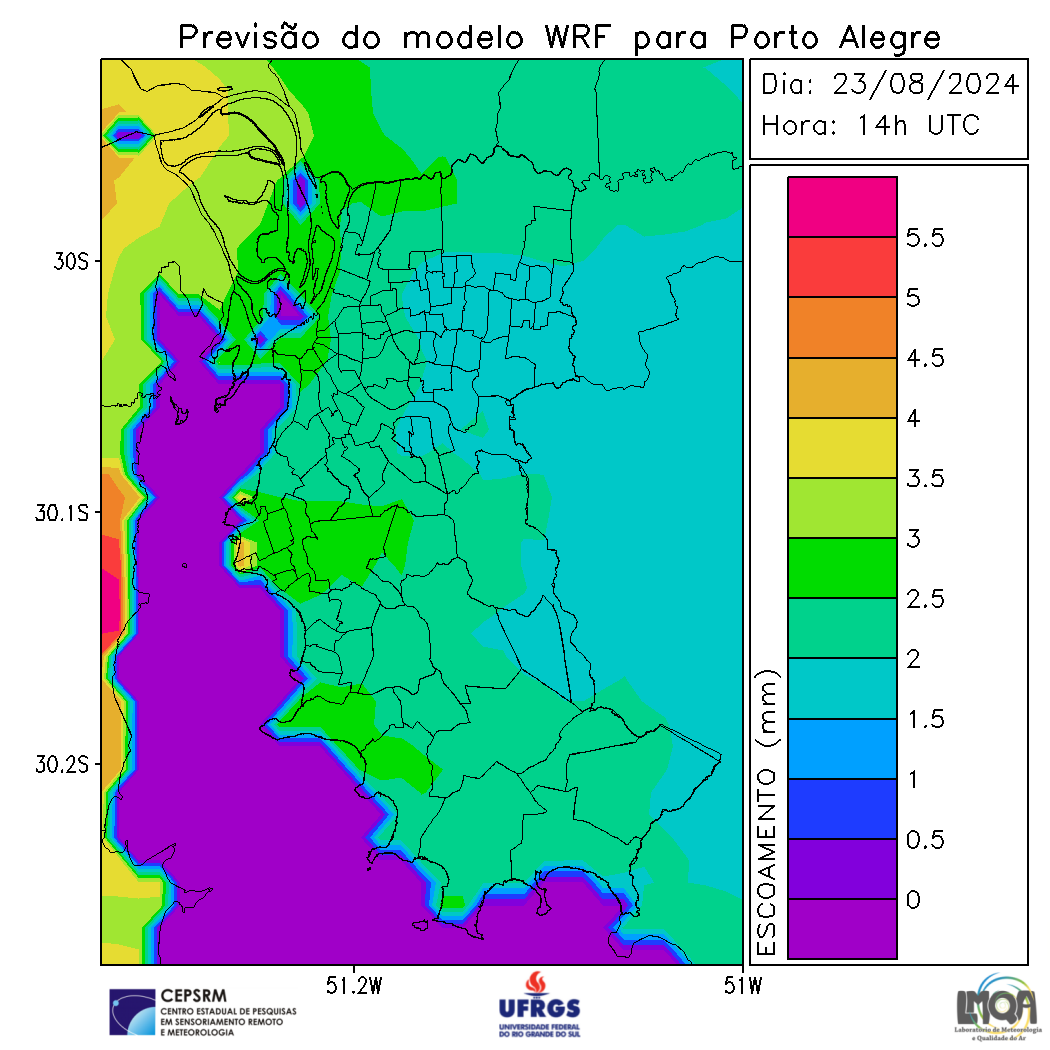 Previsão do modelo WRF para Porto Alegre
Dia: 23/08/2024
Hora: 14h UTC
30S
30.1S
30.2S
51.2W
51W
ESCOAMENTO (mm)
5.5
5
4.5
4
3.5
3
2.5
2
1.5
1
0.5
0
CEPSRM
CENTRO ESTADUAL DE PESQUISAS
EM SENSORIAMENTO REMOTO
E METEOROLOGIA
UFRGS
UNIVERSIDADE FEDERAL
DO RIO GRANDE DO SUL
LMQA
Laboratório de Meteorologia
e Qualidade do Ar